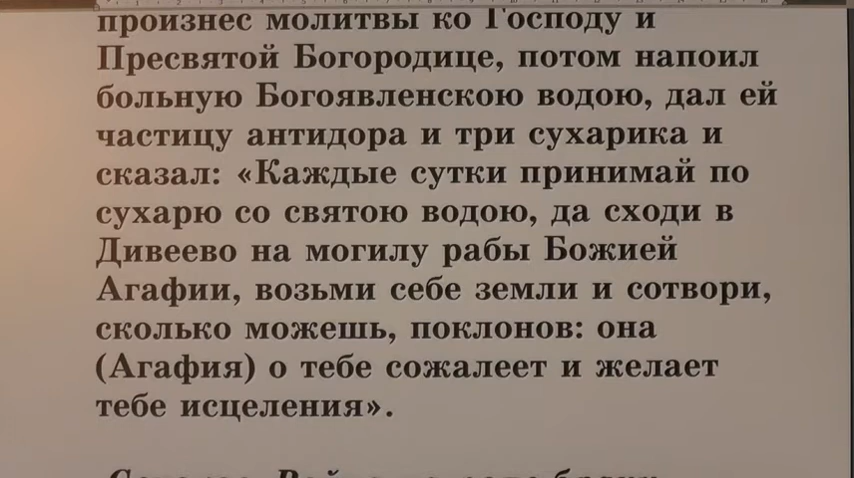 произнес молитвы ко Господу и
Пресвятой Богородице, потом напоил
больную Богоявленскою водою, дал ей
частицу антидора и три сухарика и
сказал: «Каждые сутки принимай по
сухарю со святою водою, да сходи в
Дивеево на могилу рабы Божией
Агафии, возьми себе земли и сотвори,
сколько можешь, поклонов: она
(Агафия) о тебе сожалеет и желает
тебе исцеления».